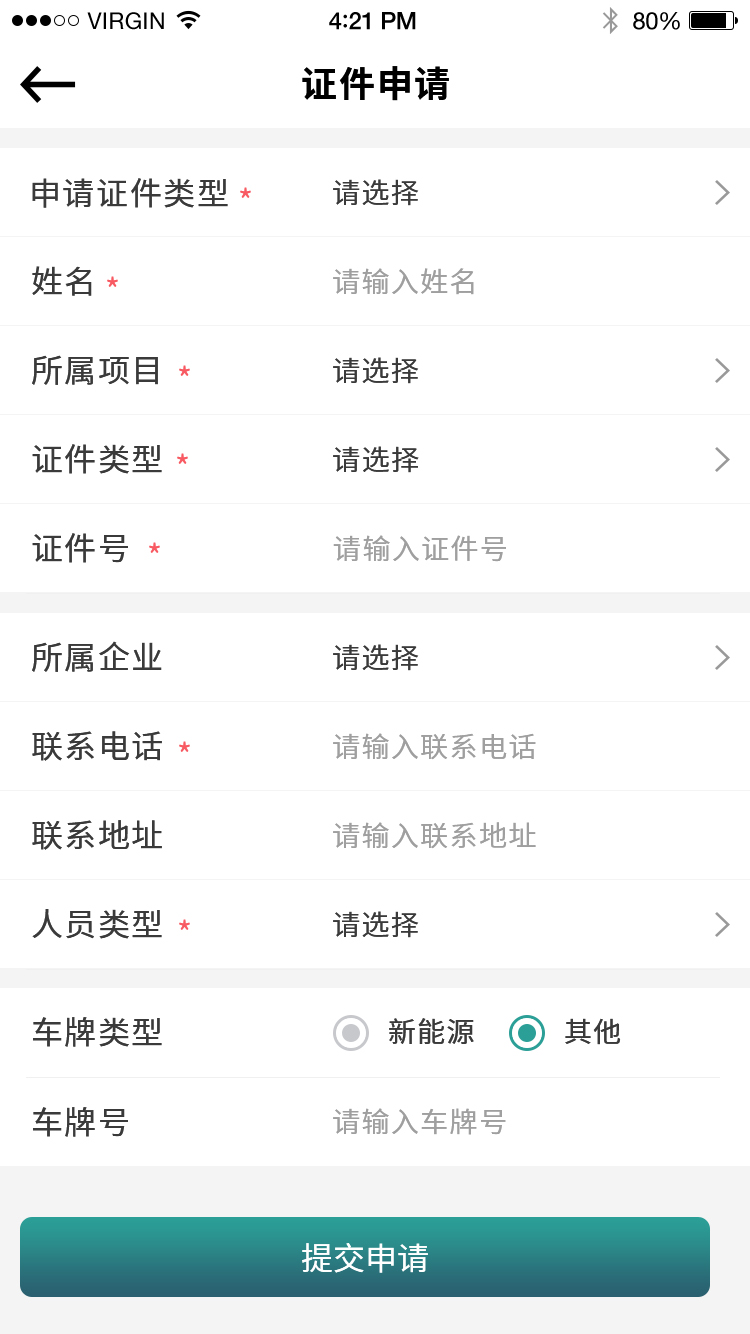 VIRGIN 4:21 PM 80%
证件申请
申请证件类型 * 请选择
姓名 * 请输入姓名
所属项目 * 请选择
证件类型 * 请选择
证件号 * 请输入证件号
所属企业 请选择
联系电话 * 请输入联系电话
联系地址 请输入联系地址
人员类型 * 请选择
车牌类型 新能源 其他
车牌号 请输入车牌号
提交申请